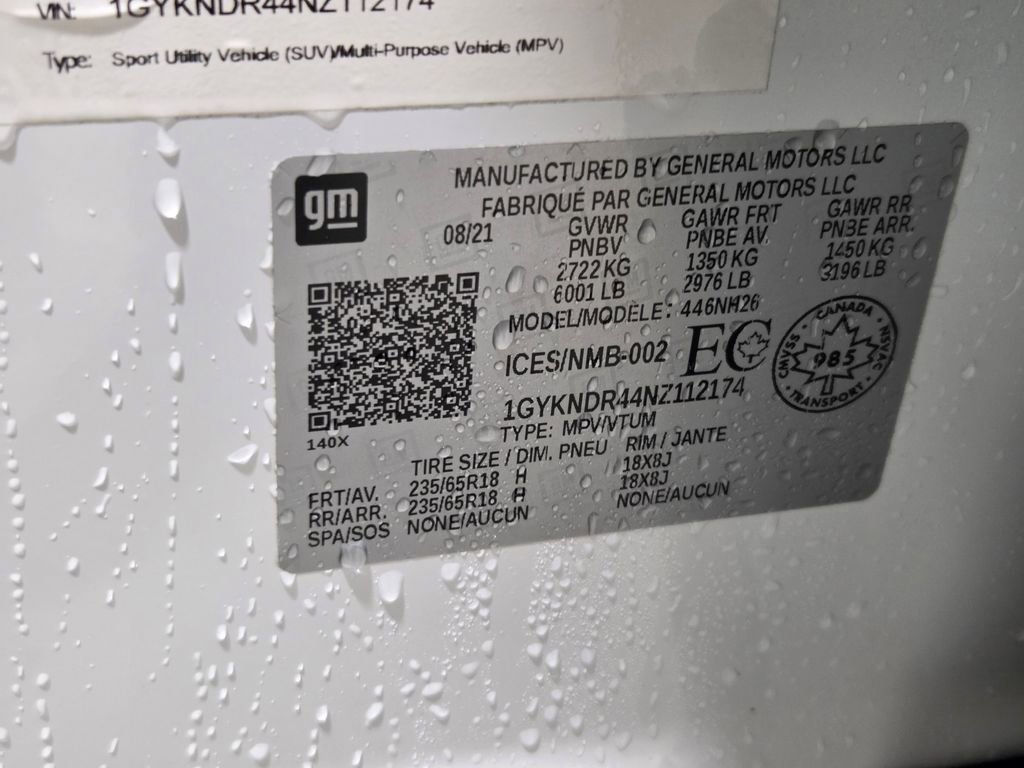 VIN: 1GYKNDR44NZ112174
Type: Sport Utility Vehicle (SUV)/Multi-Purpose Vehicle (MPV)
gm
MANUFACTURED BY GENERAL MOTORS LLC
FABRIQUÉ PAR GENERAL MOTORS LLC
08/21 GVWR GAWR FRT GAWR RR
PNBV PNBE AV. PNBE ARR.
2722 KG 1350 KG 1450 KG
6001 LB 2976 LB 3196 LB
MODEL/MODÈLE: 446NH26
ICES/NMB-002 EC
CANADA
NSVAC
985
CMVSS
TRANSPORT
1GYKNDR44NZ112174
TYPE: MPV/VTUM
140X
TIRE SIZE / DIM. PNEU RIM / JANTE
FRT/AV. 235/65R18 H 18X8J
RR/ARR. 235/65R18 H 18X8J
SPA/SOS NONE/AUCUN NONE/AUCUN